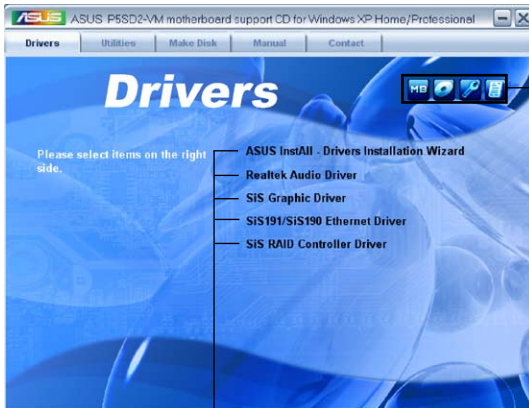 ASUS ASUS P5SD2-VM motherboard support CD for Windows XP Home/Professional
Drivers Utilities Make Disk Manual Contact
Drivers
MB
Please select items on the right
side.
ASUS InstAll - Drivers Installation Wizard
Realtek Audio Driver
SiS Graphic Driver
SiS191/SiS190 Ethernet Driver
SiS RAID Controller Driver